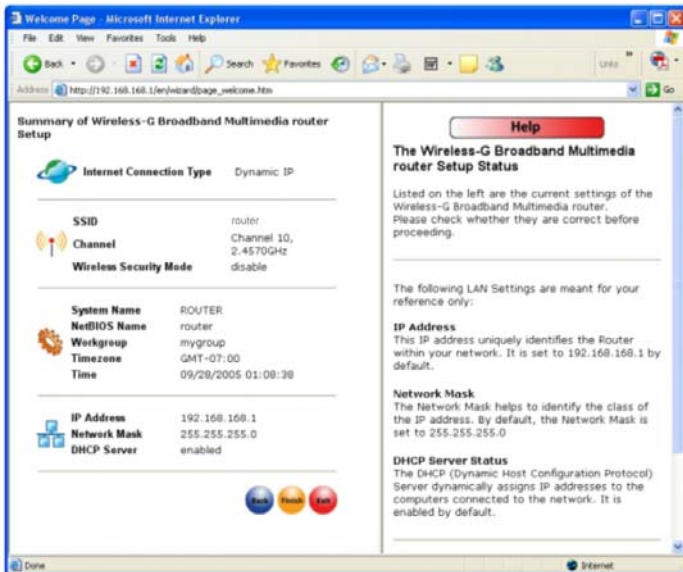 Welcome Page - Microsoft Internet Explorer
File Edit View Favorites Tools Help
Back Search Favorites Links
Address http://192.168.168.1/en/wizard/page_welcome.htm Go
Summary of Wireless-G Broadband Multimedia router
Setup
Internet Connection Type Dynamic IP
SSID router
Channel Channel 10,
2.4570GHz
Wireless Security Mode disable
System Name ROUTER
NetBIOS Name router
Workgroup mygroup
Timezone GMT-07:00
Time 09/28/2005 01:08:38
IP Address 192.168.168.1
Network Mask 255.255.255.0
DHCP Server enabled
Back Finish Exit
Help
The Wireless-G Broadband Multimedia
router Setup Status
Listed on the left are the current settings of the
Wireless-G Broadband Multimedia router.
Please check whether they are correct before
proceeding.
The following LAN Settings are meant for your
reference only:
IP Address
This IP address uniquely identifies the Router
within your network. It is set to 192.168.168.1 by
default.
Network Mask
The Network Mask helps to identify the class of
the IP address. By default, the Network Mask is
set to 255.255.255.0
DHCP Server Status
The DHCP (Dynamic Host Configuration Protocol)
Server dynamically assigns IP addresses to the
computers connected to the network. It is
enabled by default.
Done Internet